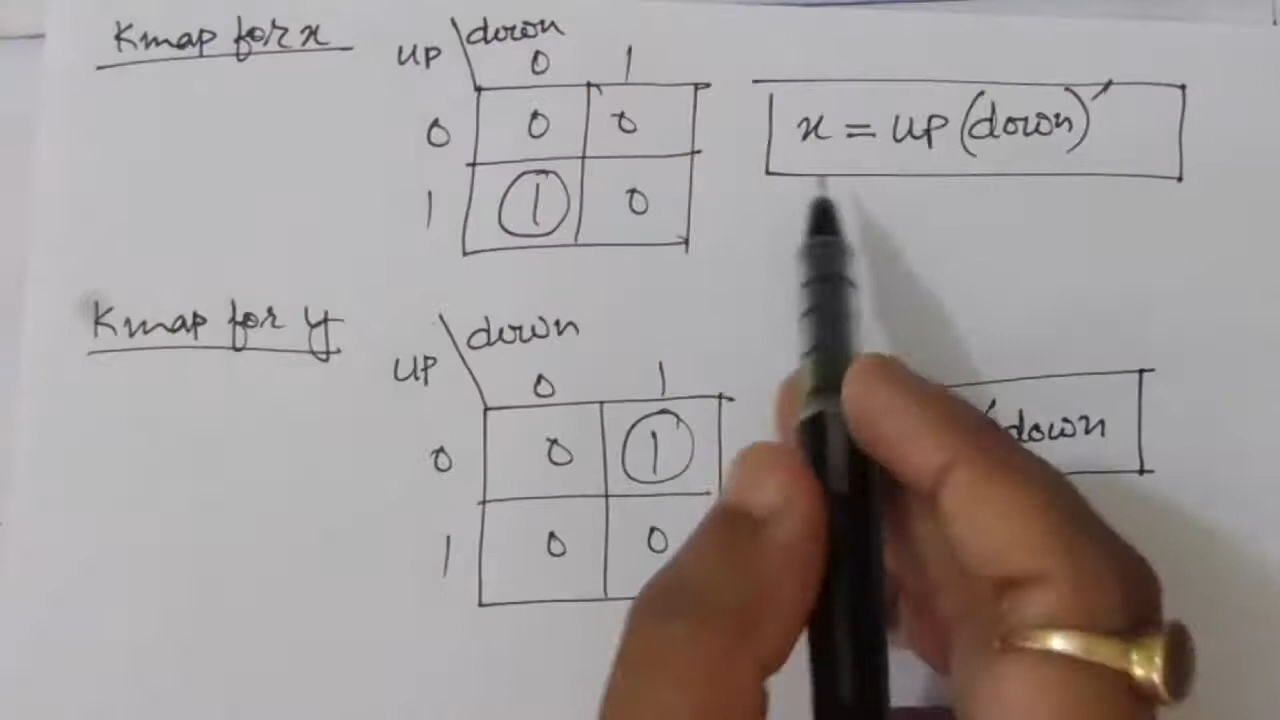 Kmap for x
UP \ down
0 1
0 0 0
1 1 0
x = UP (down)′
Kmap for y
UP \ down
0 1
0 0 1
1 0 0
′down